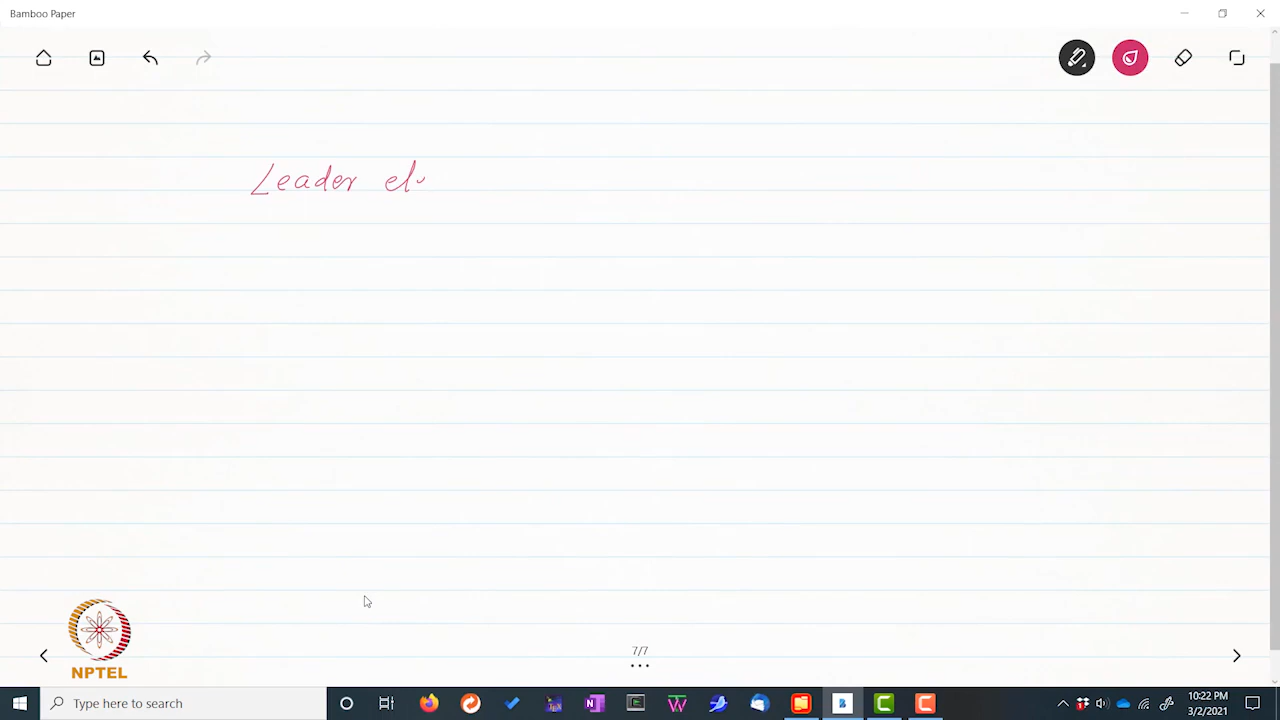 Bamboo Paper
Leader el
7/7
NPTEL
Type here to search
10:22 PM
3/2/2021